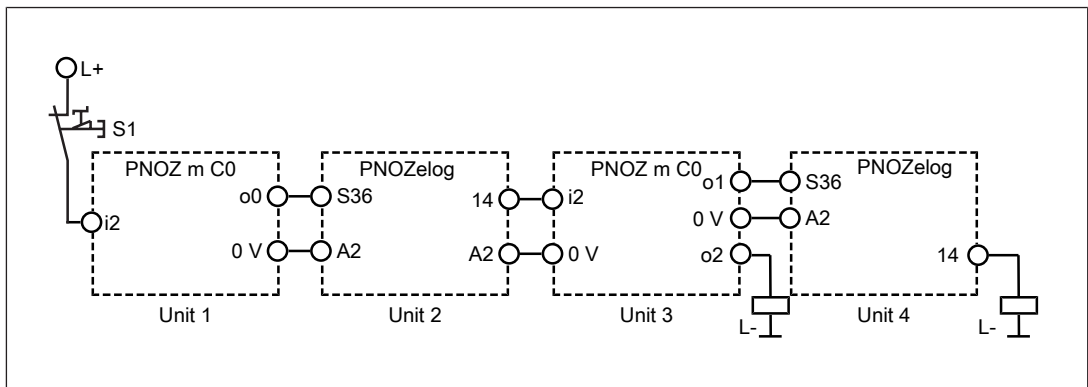 L+
S1
PNOZ m C0
i2
o0
0 V
Unit 1
PNOZelog
S36
A2
14
A2
Unit 2
PNOZ m C0
i2
0 V
o1
0 V
o2
L-
Unit 3
PNOZelog
S36
A2
14
L-
Unit 4